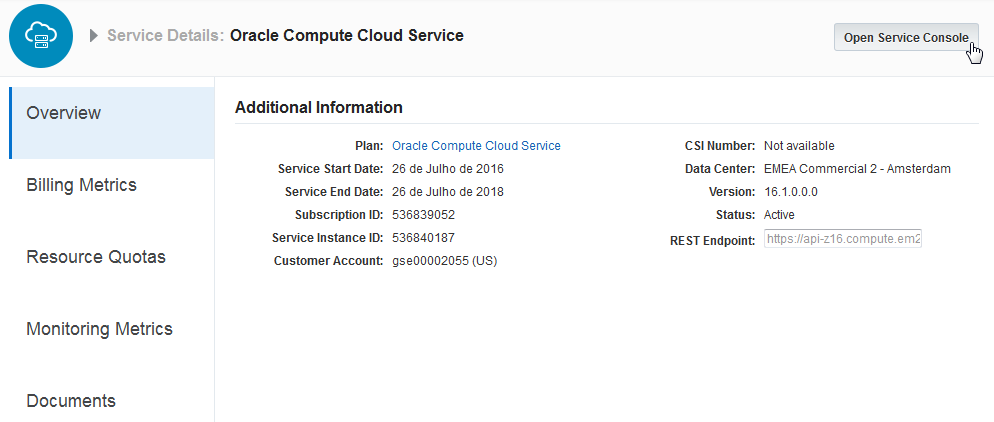 Service Details: Oracle Compute Cloud Service
Open Service Console
Overview
Billing Metrics
Resource Quotas
Monitoring Metrics
Documents
Additional Information
Plan: Oracle Compute Cloud Service
Service Start Date: 26 de Julho de 2016
Service End Date: 26 de Julho de 2018
Subscription ID: 536839052
Service Instance ID: 536840187
Customer Account: gse00002055 (US)
CSI Number: Not available
Data Center: EMEA Commercial 2 - Amsterdam
Version: 16.1.0.0.0
Status: Active
REST Endpoint: https://api-z16.compute.em2